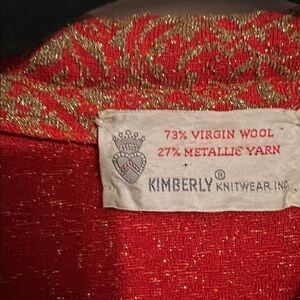 73% VIRGIN WOOL
27% METALLIC YARN
KIMBERLY® KNITWEAR INC.